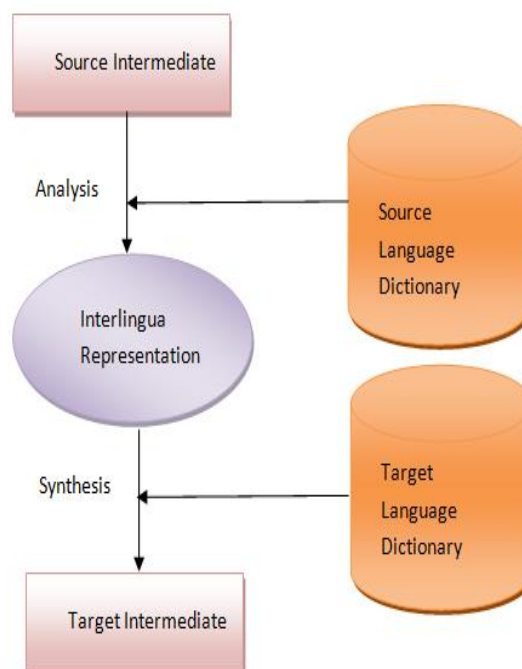 Source Intermediate
Analysis
Source
Language
Dictionary
Interlingua
Representation
Synthesis
Target
Language
Dictionary
Target Intermediate